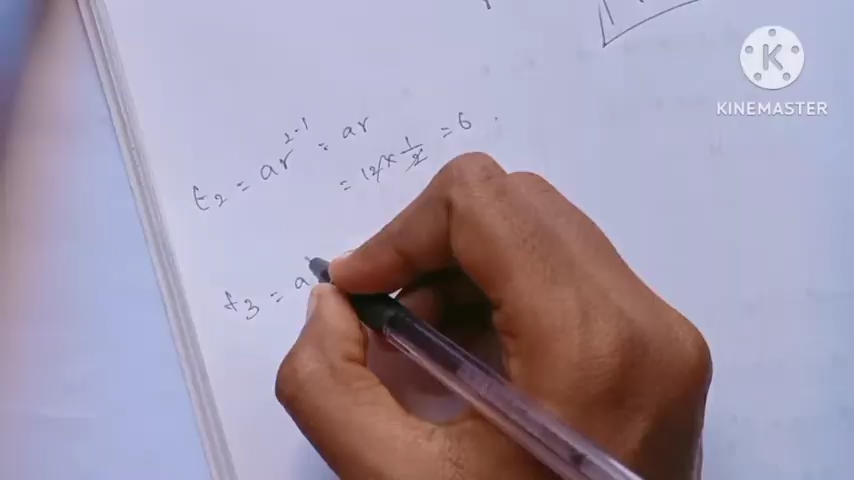 KINEMASTER
t₂ = ar²⁻¹ = ar
= 12 × 1/2 = 6.
t₃ = a